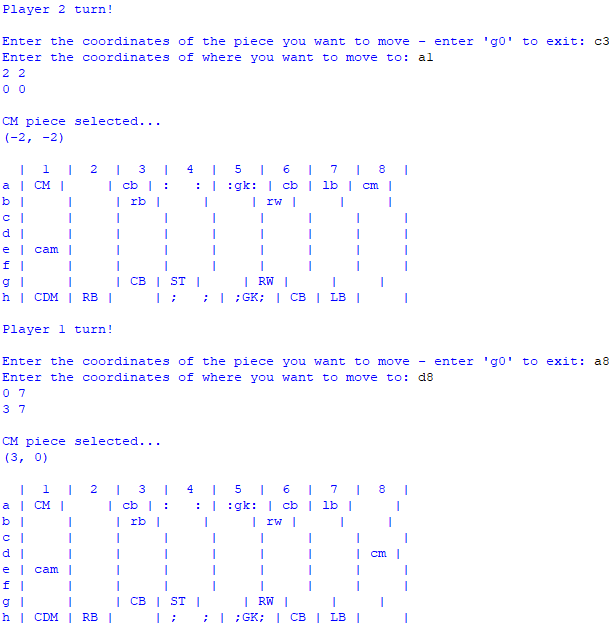 Player 2 turn!
Enter the coordinates of the piece you want to move - enter 'g0' to exit: c3
Enter the coordinates of where you want to move to: a1
2 2
0 0
CM piece selected...
(-2, -2)
  |  1  |  2  |  3  |  4  |  5  |  6  |  7  |  8  |
a | CM |     | cb | :   : | :gk: | cb | lb | cm |
b |     |     | rb |     |     | rw |     |     |
c |     |     |     |     |     |     |     |     |
d |     |     |     |     |     |     |     |     |
e | cam |     |     |     |     |     |     |     |
f |     |     |     |     |     |     |     |     |
g |     |     | CB | ST |     | RW |     |     |
h | CDM | RB |     | ;   ; | ;GK; | CB | LB |     |
Player 1 turn!
Enter the coordinates of the piece you want to move - enter 'g0' to exit: a8
Enter the coordinates of where you want to move to: d8
0 7
3 7
CM piece selected...
(3, 0)
  |  1  |  2  |  3  |  4  |  5  |  6  |  7  |  8  |
a | CM |     | cb | :   : | :gk: | cb | lb |     |
b |     |     | rb |     |     | rw |     |     |
c |     |     |     |     |     |     |     |     |
d |     |     |     |     |     |     |     | cm |
e | cam |     |     |     |     |     |     |     |
f |     |     |     |     |     |     |     |     |
g |     |     | CB | ST |     | RW |     |     |
h | CDM | RB |     | ;   ; | ;GK; | CB | LB |     |